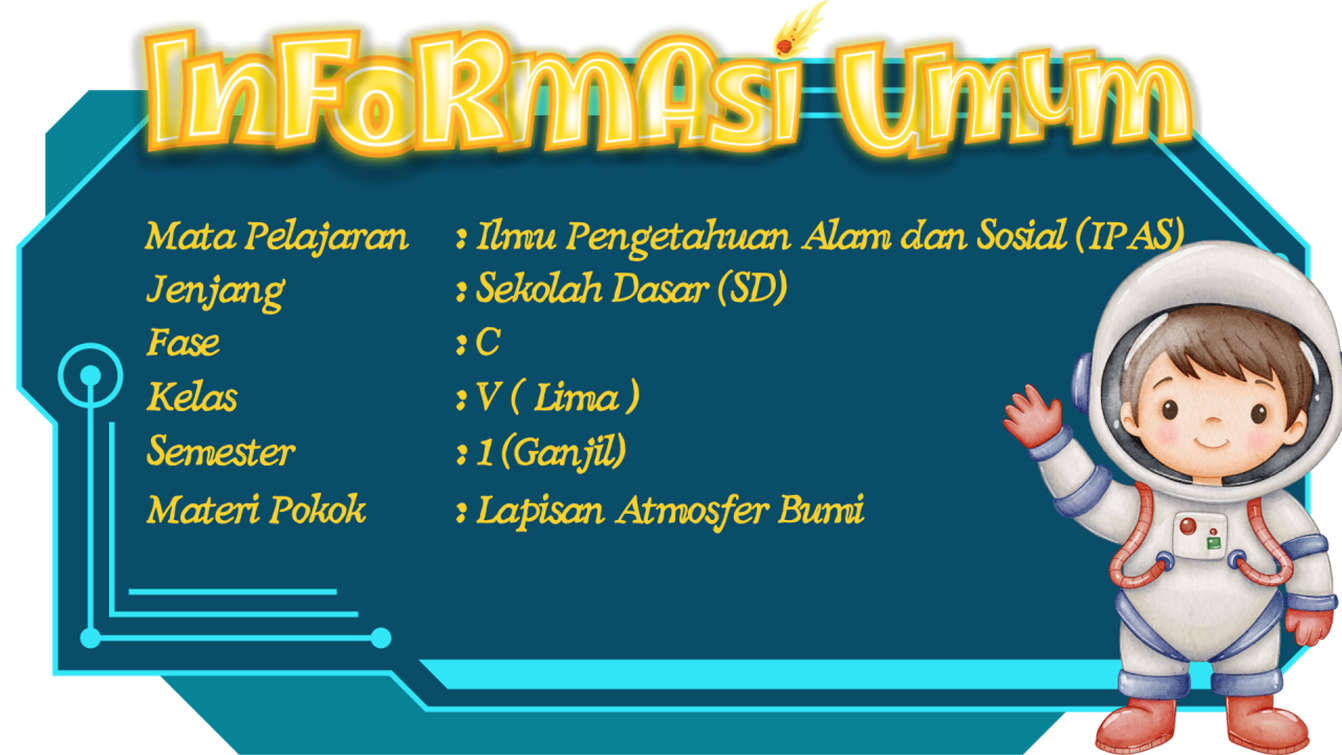 InFoRmAsi Umum
Mata Pelajaran : Ilmu Pengetahuan Alam dan Sosial (IPAS)
Jenjang : Sekolah Dasar (SD)
Fase : C
Kelas : V ( Lima )
Semester : 1 (Ganjil)
Materi Pokok : Lapisan Atmosfer Bumi